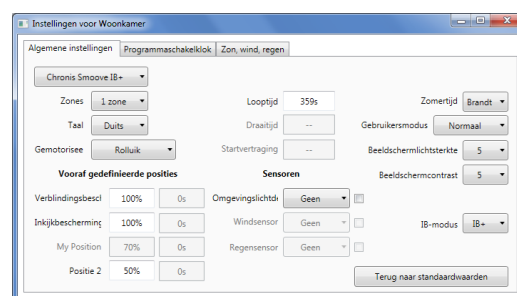 Instellingen voor Woonkamer
Algemene instellingen Programmaschakelklok Zon, wind, regen
Chronis Smoove IB+
Zones 1 zone Looptijd 359s Zomertijd Brandt
Taal Duits Draaitijd -- Gebruikersmodus Normaal
Gemotorisee Rolluik Startvertraging -- Beeldschermlichtsterkte 5
Vooraf gedefinieerde posities Sensoren Beeldschermcontrast 5
Verblindingsbescl 100% 0s Omgevingslichtd Geen
Inkijkbescherming 100% 0s Windsensor Geen IB-modus IB+
My Position 70% 0s Regensensor Geen
Positie 2 50% 0s Terug naar standaardwaarden